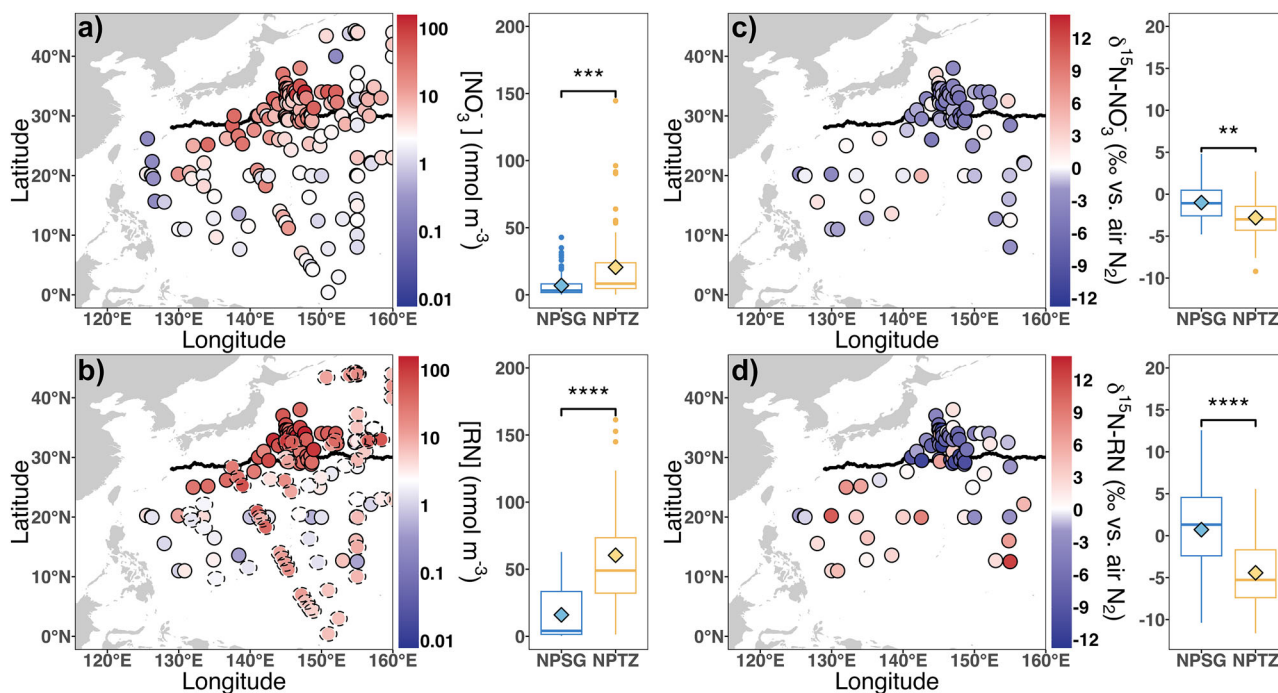 a)
40°N
30°N
20°N
10°N
0°N
Latitude
120°E 130°E 140°E 150°E 160°E
Longitude
100
10
1
0.1
0.01
[NO₃⁻] (nmol m⁻³)
200
150
100
50
0
***
NPSG NPTZ
c)
40°N
30°N
20°N
10°N
0°N
Latitude
120°E 130°E 140°E 150°E 160°E
Longitude
12
9
6
3
0
-3
-6
-9
-12
δ¹⁵N-NO₃⁻ (‰ vs. air N₂)
20
15
10
5
0
-5
-10
**
NPSG NPTZ
b)
40°N
30°N
20°N
10°N
0°N
Latitude
120°E 130°E 140°E 150°E 160°E
Longitude
100
10
1
0.1
0.01
[RN] (nmol m⁻³)
200
150
100
50
0
****
NPSG NPTZ
d)
40°N
30°N
20°N
10°N
0°N
Latitude
120°E 130°E 140°E 150°E 160°E
Longitude
12
9
6
3
0
-3
-6
-9
-12
δ¹⁵N-RN (‰ vs. air N₂)
20
15
10
5
0
-5
-10
****
NPSG NPTZ